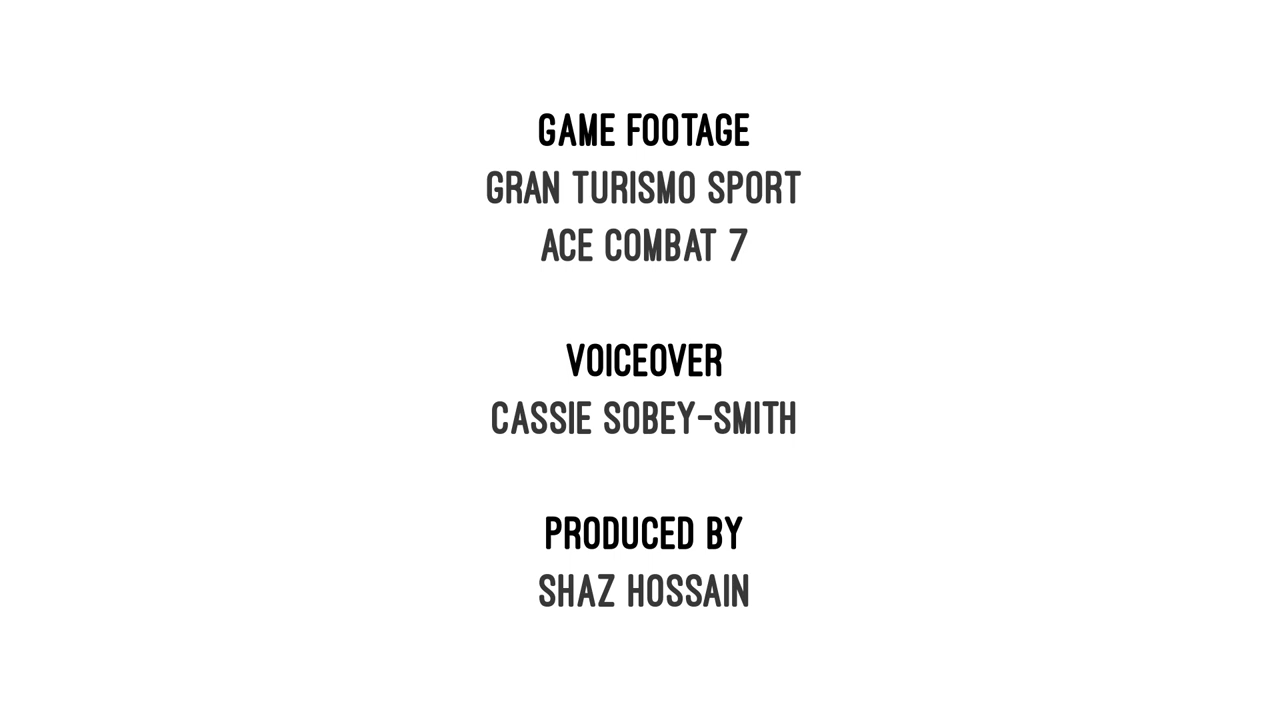 GAME FOOTAGE
GRAN TURISMO SPORT
ACE COMBAT 7
VOICEOVER
CASSIE SOBEY-SMITH
PRODUCED BY
SHAZ HOSSAIN